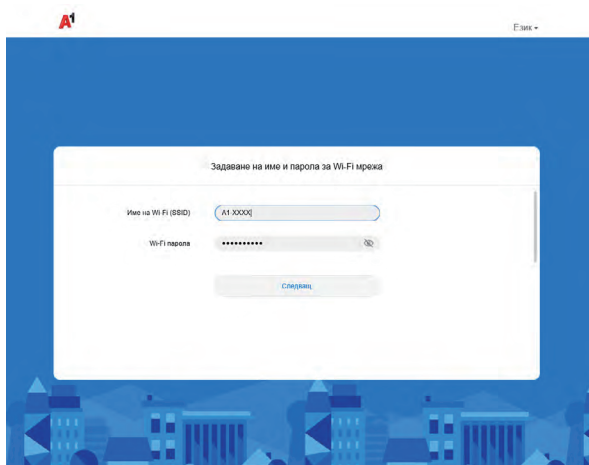 A1
Език
Задаване на име и парола за Wi-Fi мрежа
Име на Wi-Fi (SSID)
A1-XXXX
Wi-Fi парола
••••••••••
Следващ